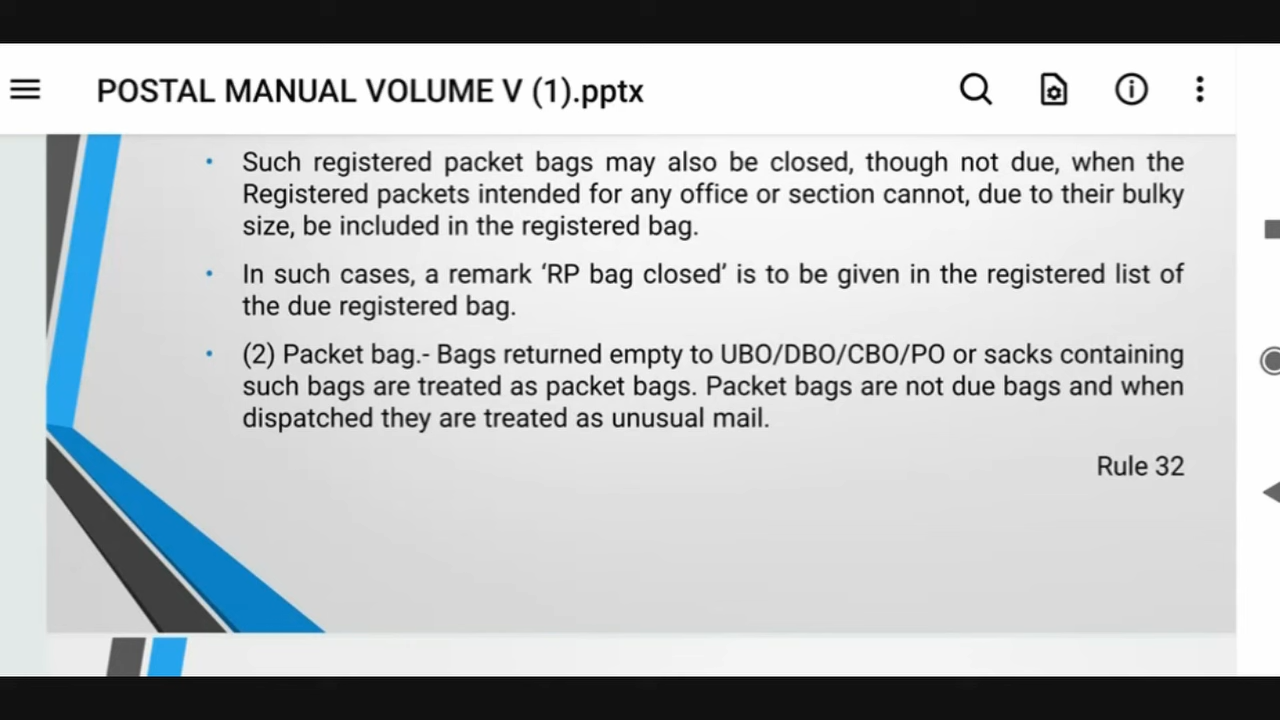 POSTAL MANUAL VOLUME V (1).pptx
• Such registered packet bags may also be closed, though not due, when the
Registered packets intended for any office or section cannot, due to their bulky
size, be included in the registered bag.
• In such cases, a remark ‘RP bag closed’ is to be given in the registered list of
the due registered bag.
• (2) Packet bag.- Bags returned empty to UBO/DBO/CBO/PO or sacks containing
such bags are treated as packet bags. Packet bags are not due bags and when
dispatched they are treated as unusual mail.
Rule 32